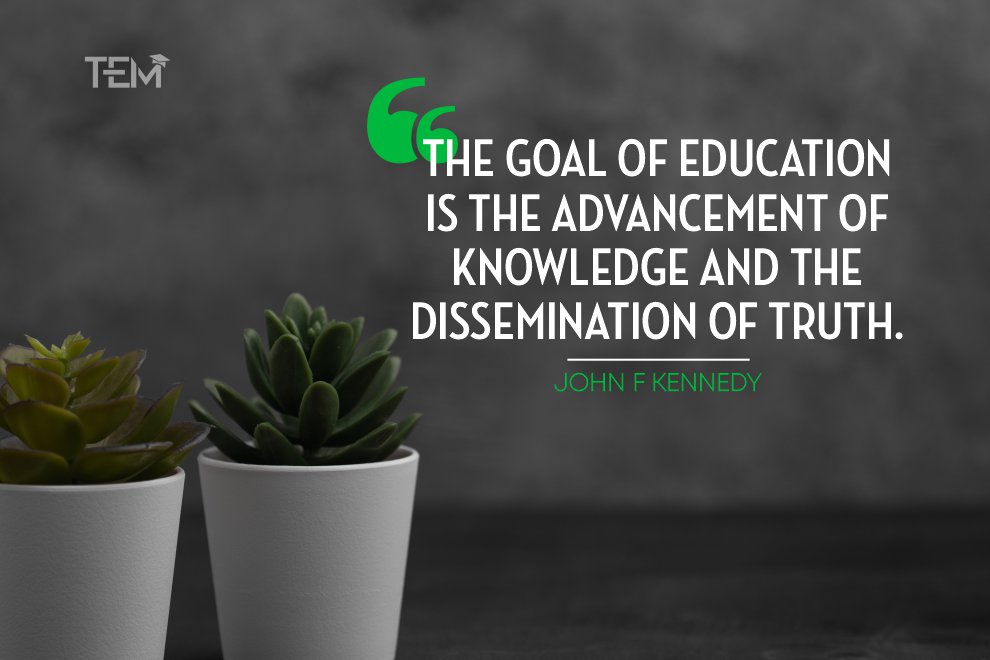 TEM
THE GOAL OF EDUCATION
IS THE ADVANCEMENT OF
KNOWLEDGE AND THE
DISSEMINATION OF TRUTH.
JOHN F KENNEDY